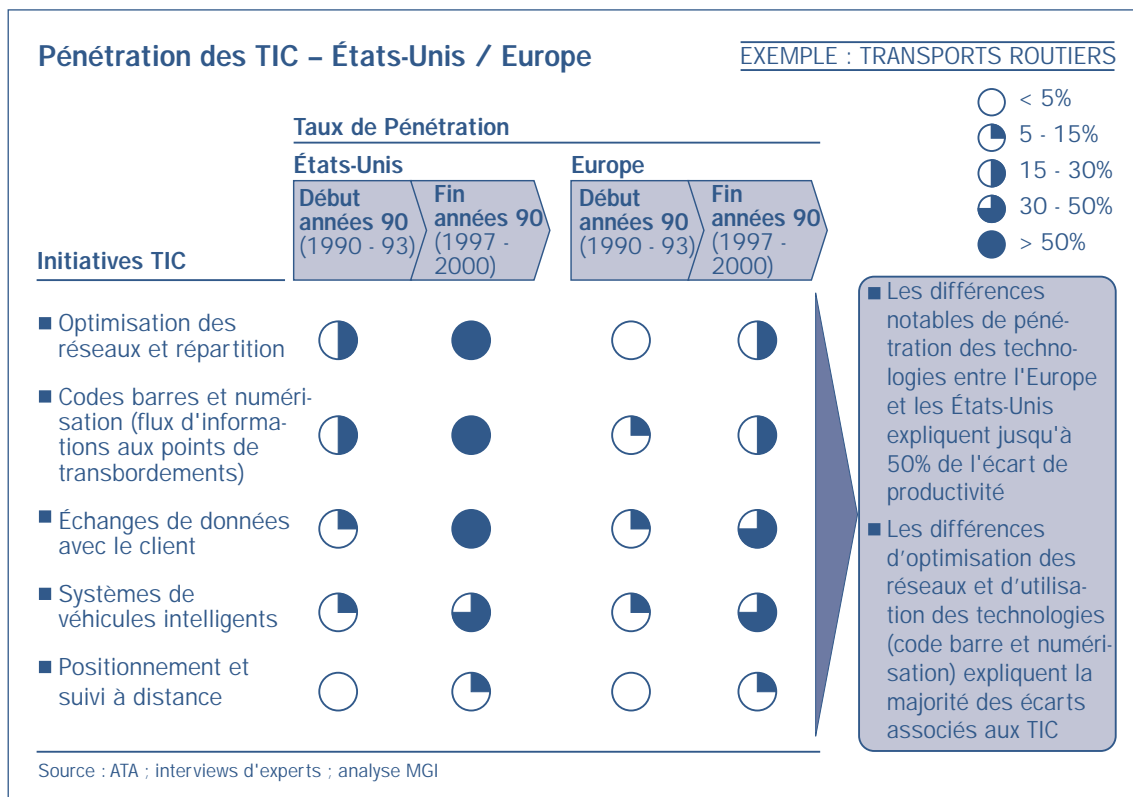 Pénétration des TIC – États-Unis / Europe
EXEMPLE : TRANSPORTS ROUTIERS
< 5%
5 - 15%
15 - 30%
30 - 50%
> 50%
Taux de Pénétration
États-Unis
Europe
Début
années 90
(1990 - 93)
Fin
années 90
(1997 -
2000)
Début
années 90
(1990 - 93)
Fin
années 90
(1997 -
2000)
Initiatives TIC
■ Optimisation des
réseaux et répartition
■ Codes barres et numéri-
sation (flux d'informa-
tions aux points de
transbordements)
■ Échanges de données
avec le client
■ Systèmes de
véhicules intelligents
■ Positionnement et
suivi à distance
■ Les différences
notables de péné-
tration des techno-
logies entre l'Europe
et les États-Unis
expliquent jusqu'à
50% de l'écart de
productivité
■ Les différences
d’optimisation des
réseaux et d’utilisa-
tion des technologies
(code barre et numéri-
sation) expliquent la
majorité des écarts
associés aux TIC
Source : ATA ; interviews d'experts ; analyse MGI